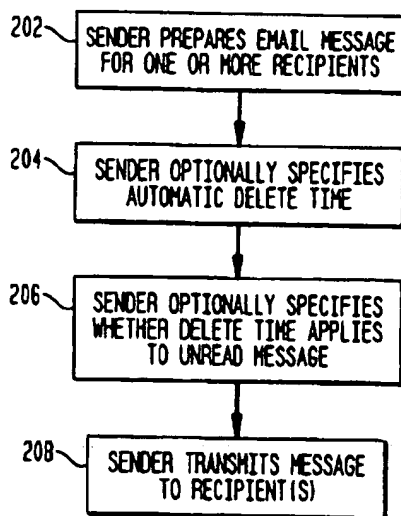 202
SENDER PREPARES EMAIL MESSAGE
FOR ONE OR MORE RECIPIENTS
204
SENDER OPTIONALLY SPECIFIES
AUTOMATIC DELETE TIME
206
SENDER OPTIONALLY SPECIFIES
WHETHER DELETE TIME APPLIES
TO UNREAD MESSAGE
208
SENDER TRANSMITS MESSAGE
TO RECIPIENT(S)